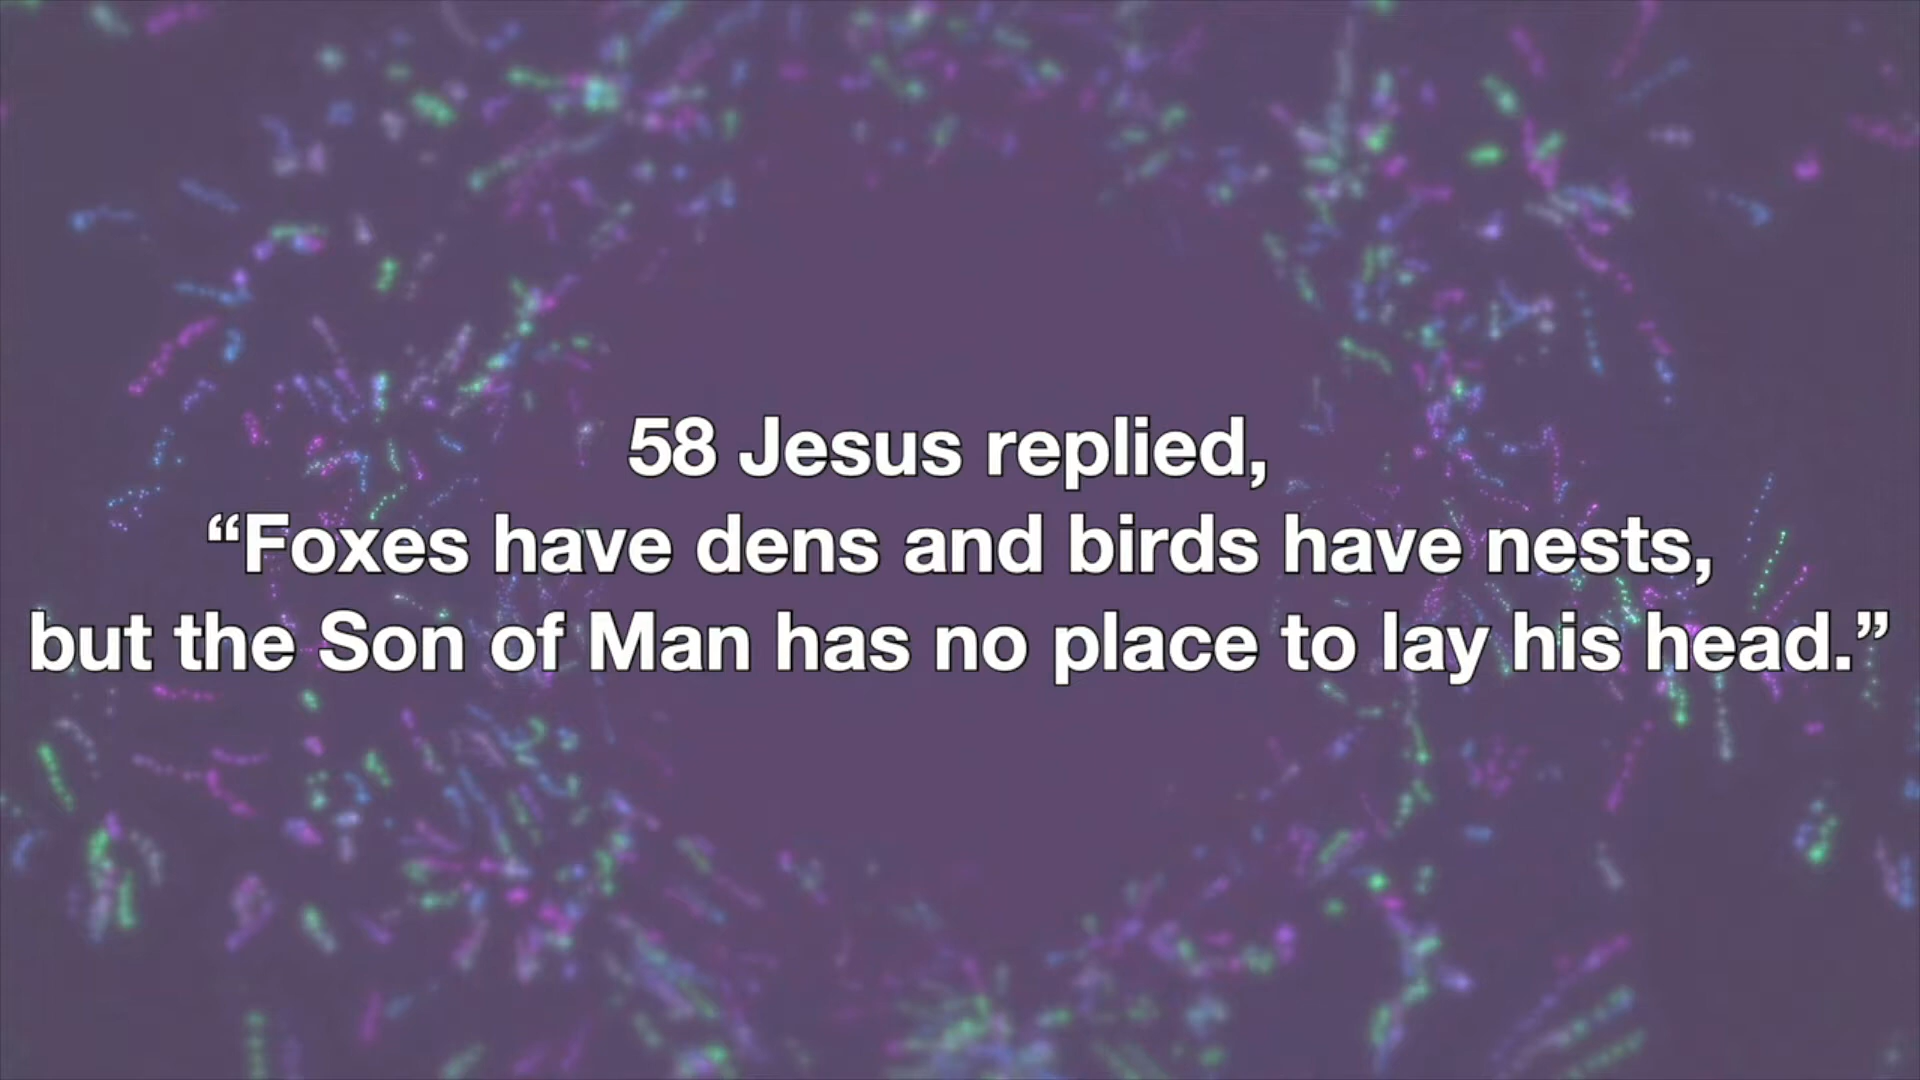 58 Jesus replied,
“Foxes have dens and birds have nests,
but the Son of Man has no place to lay his head.”